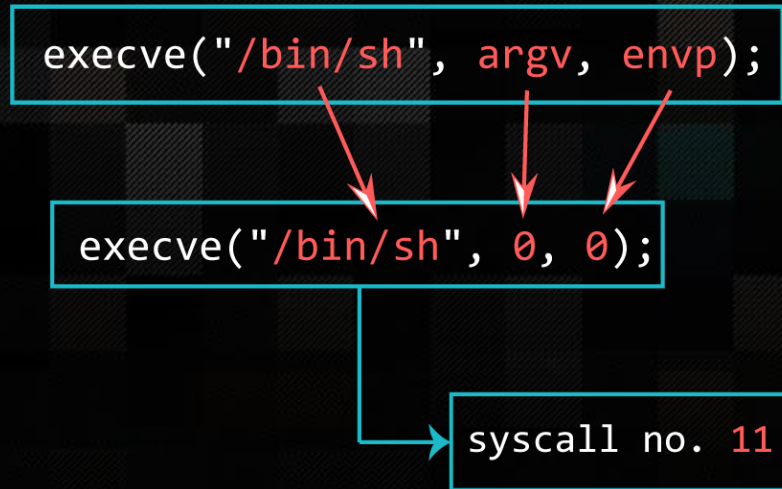 execve("/bin/sh", argv, envp);
execve("/bin/sh", 0, 0);
syscall no. 11